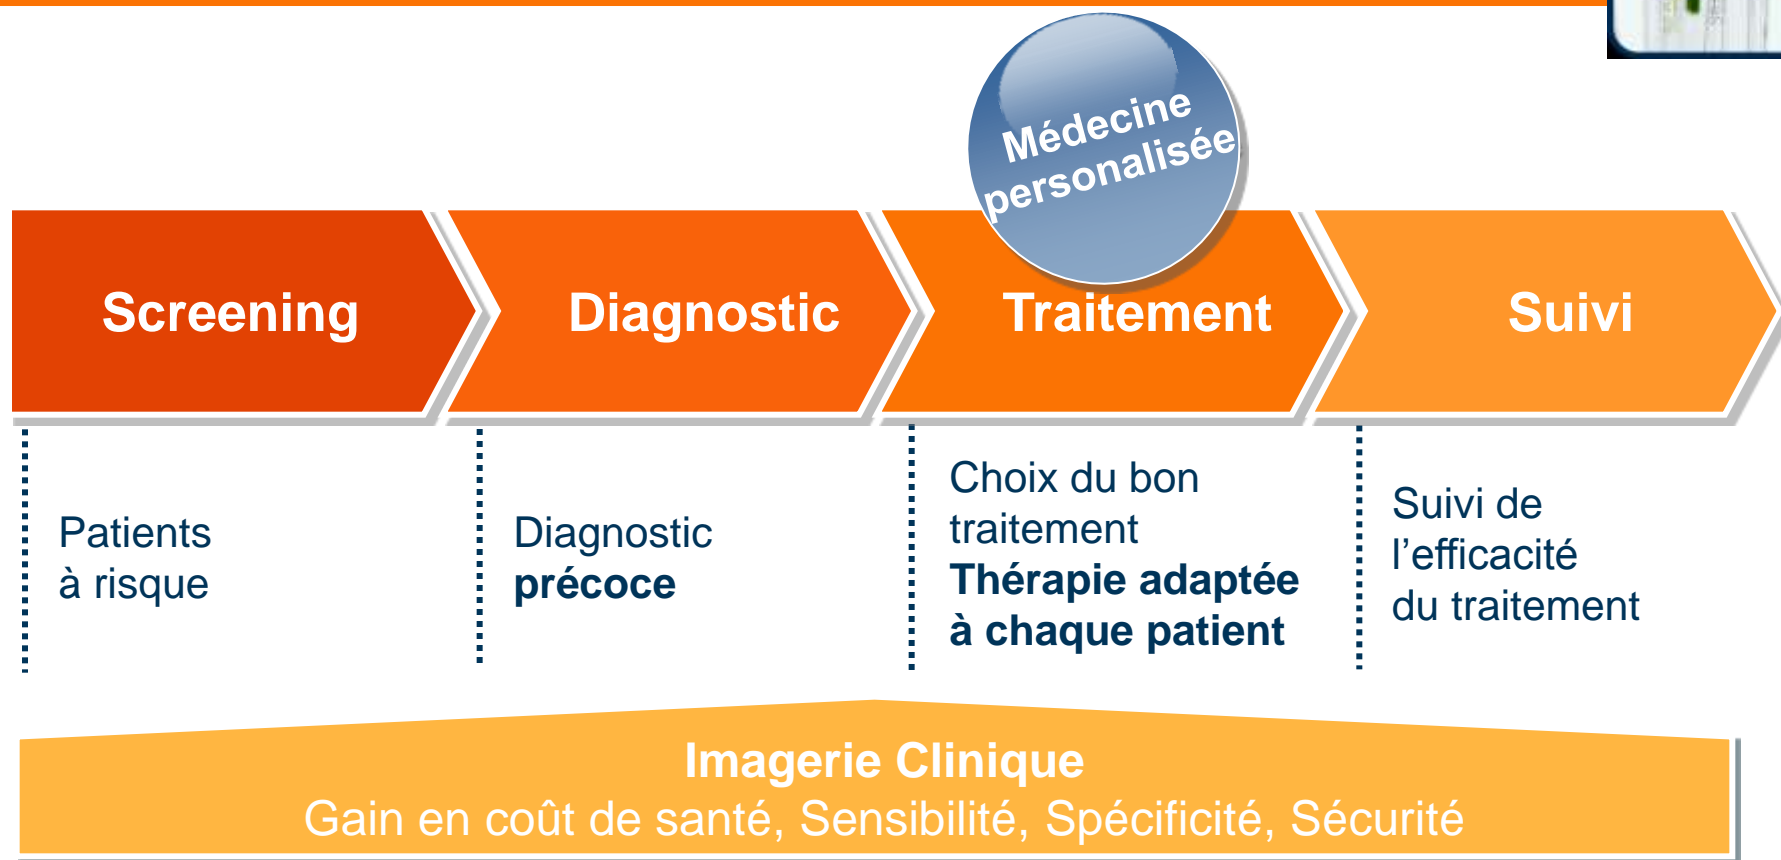 Médecine
personalisée
Screening
Diagnostic
Traitement
Suivi
Patients
à risque
Diagnostic
précoce
Choix du bon
traitement
Thérapie adaptée
à chaque patient
Suivi de
l’efficacité
du traitement
Imagerie Clinique
Gain en coût de santé, Sensibilité, Spécificité, Sécurité